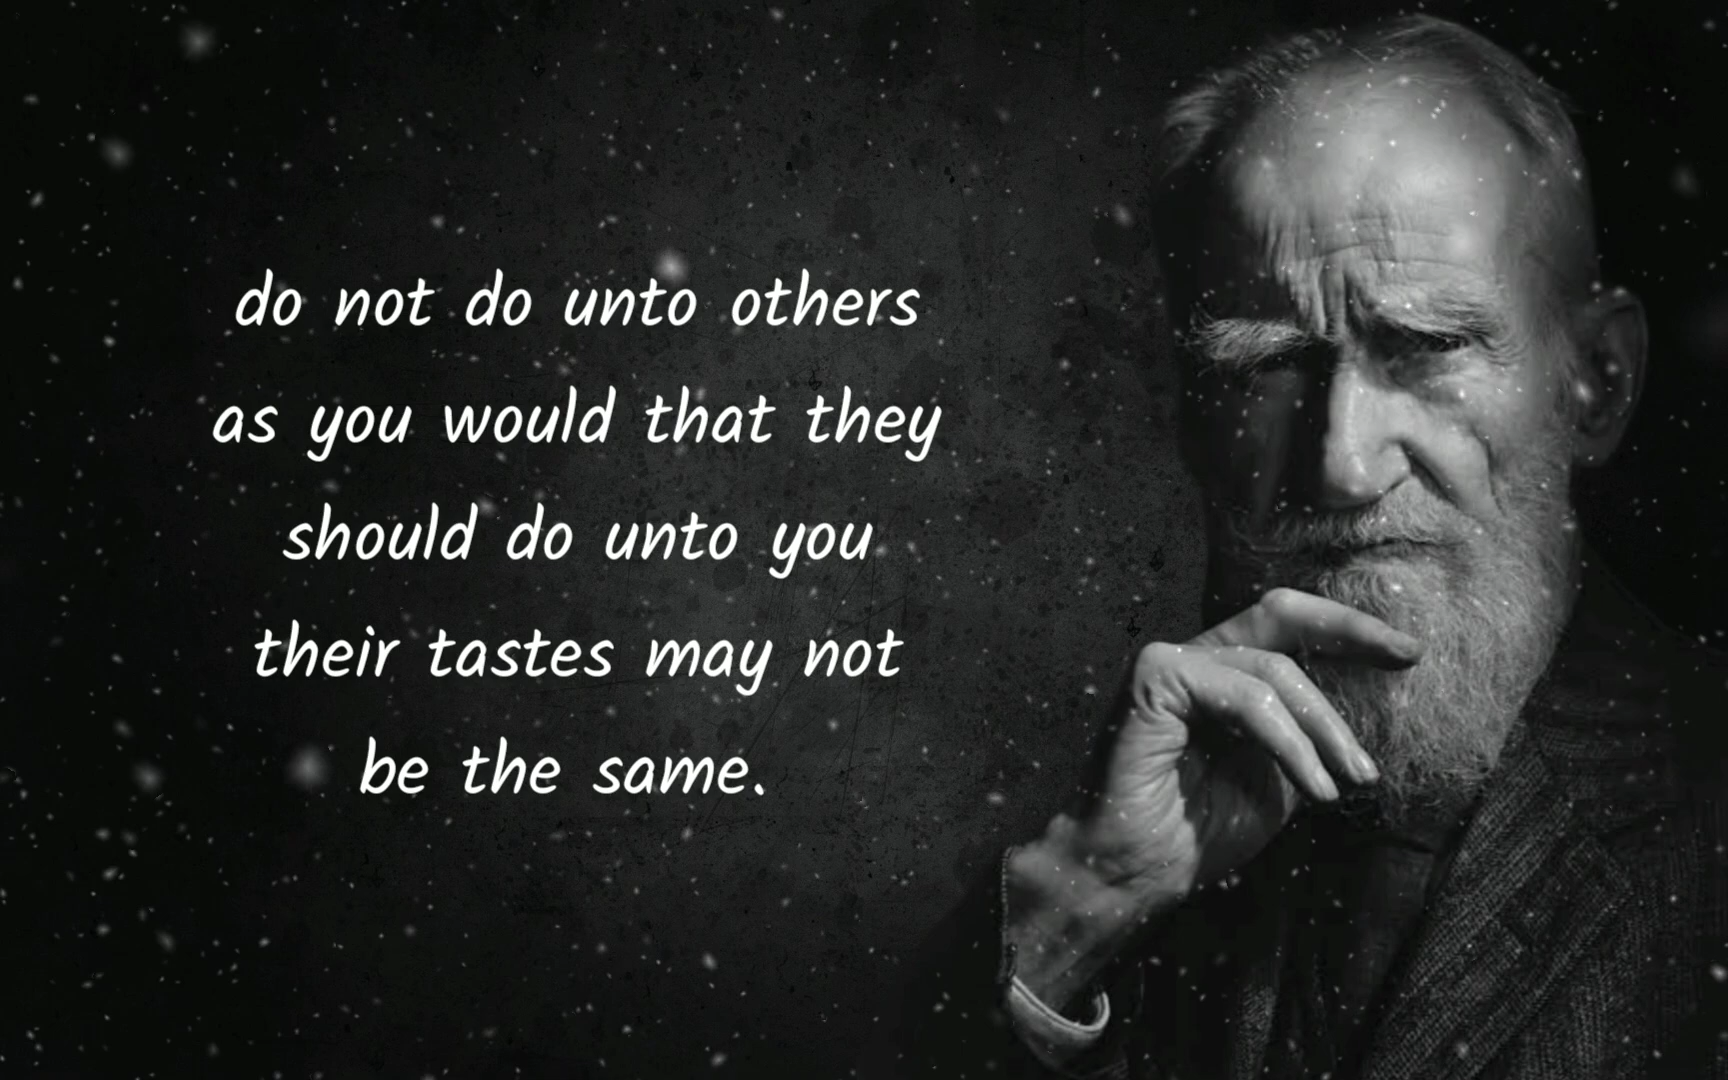 do not do unto others
as you would that they
should do unto you
their tastes may not
be the same.